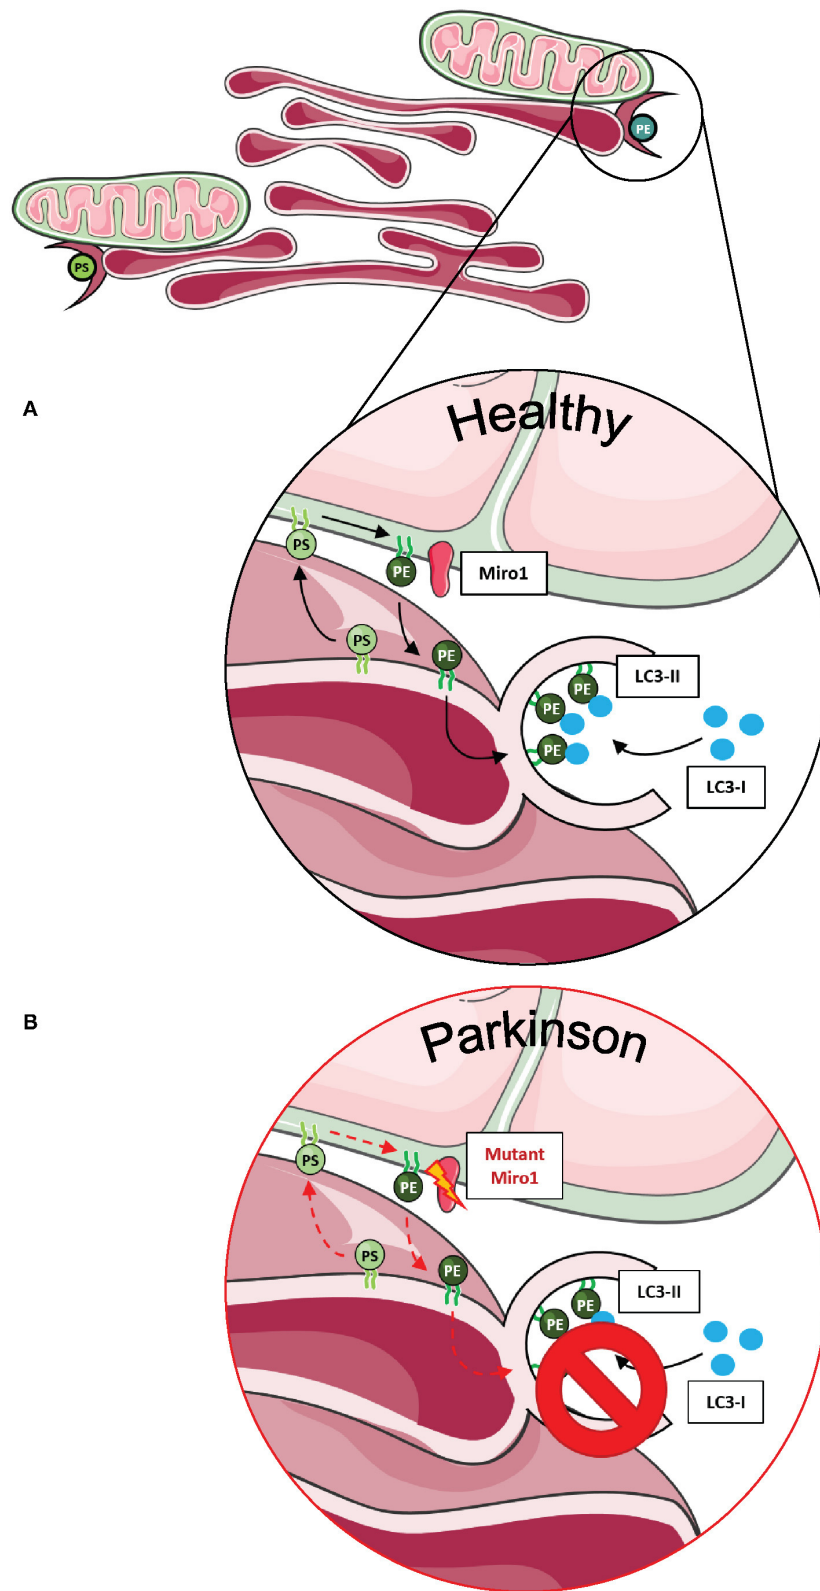 PE
PS
A
Healthy
PS
PE
Miro1
PS
PE
LC3-II
PE
PE
PE
LC3-I
B
Parkinson
PS
PE
Mutant
Miro1
PS
PE
LC3-II
PE
PE
LC3-I